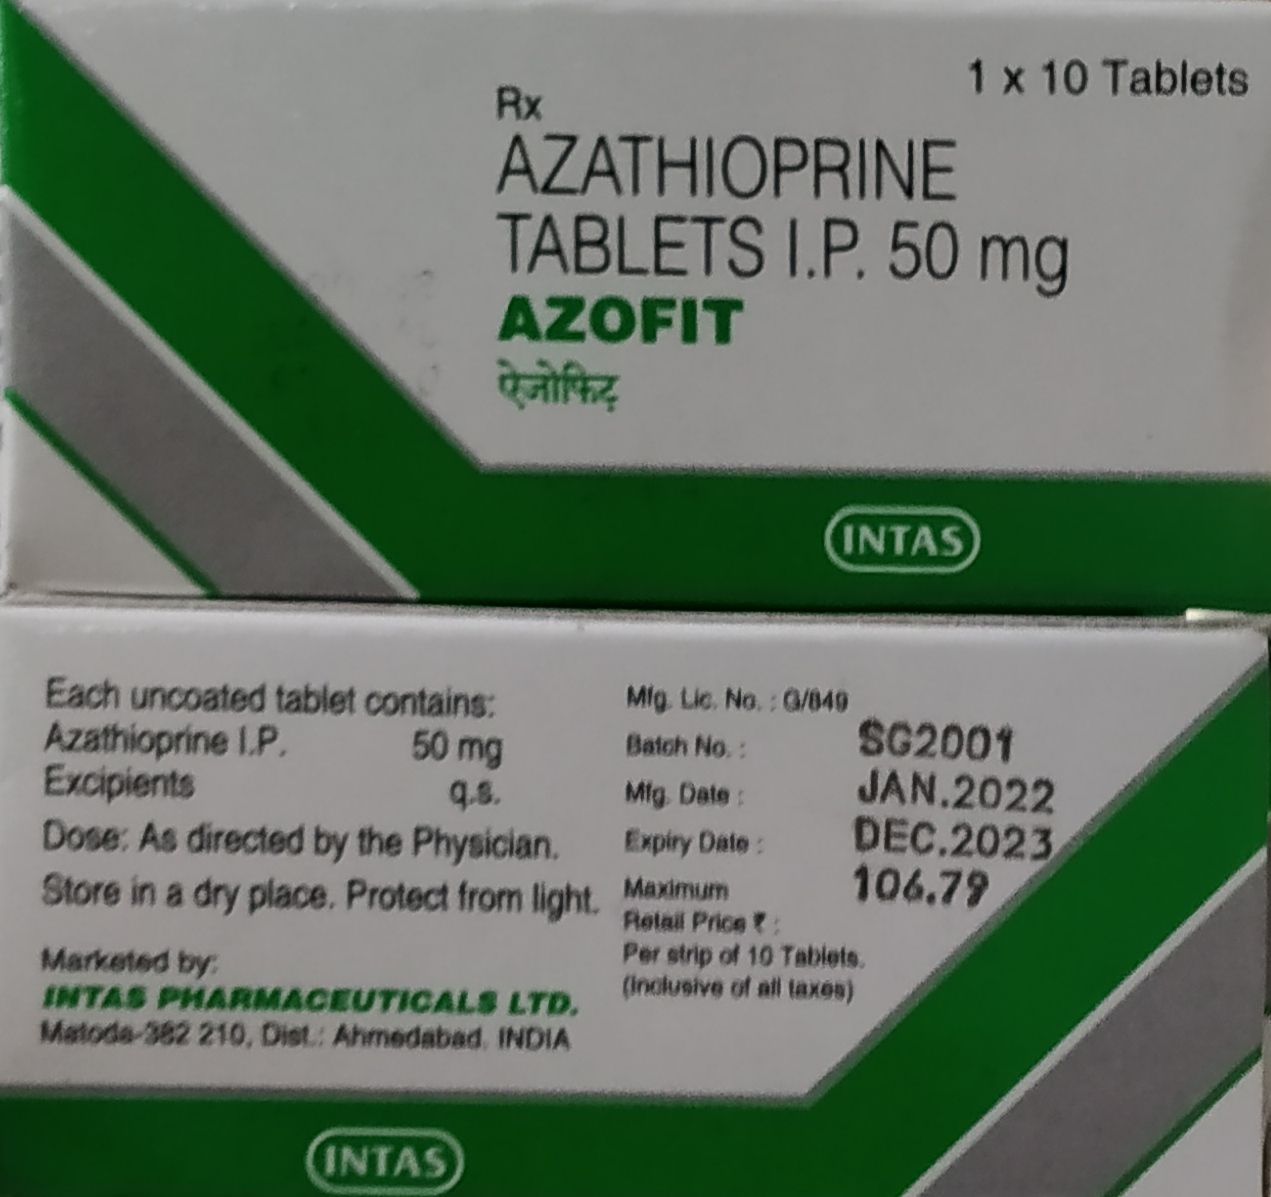 1 x 10 Tablets
Rx
AZATHIOPRINE
TABLETS I.P. 50 mg
AZOFIT
ऐज़ोफिट
INTAS
Each uncoated tablet contains:
Azathioprine I.P. 50 mg
Excipients q.s.
Dose: As directed by the Physician.
Store in a dry place. Protect from light.
Marketed by:
INTAS PHARMACEUTICALS LTD.
Matoda-382 210, Dist.: Ahmedabad. INDIA
Mfg. Lic. No. : G/849
Batch No. : SG2001
Mfg. Date : JAN.2022
Expiry Date : DEC.2023
Maximum 106.79
Retail Price ₹ :
Per strip of 10 Tablets.
(Inclusive of all taxes)
INTAS